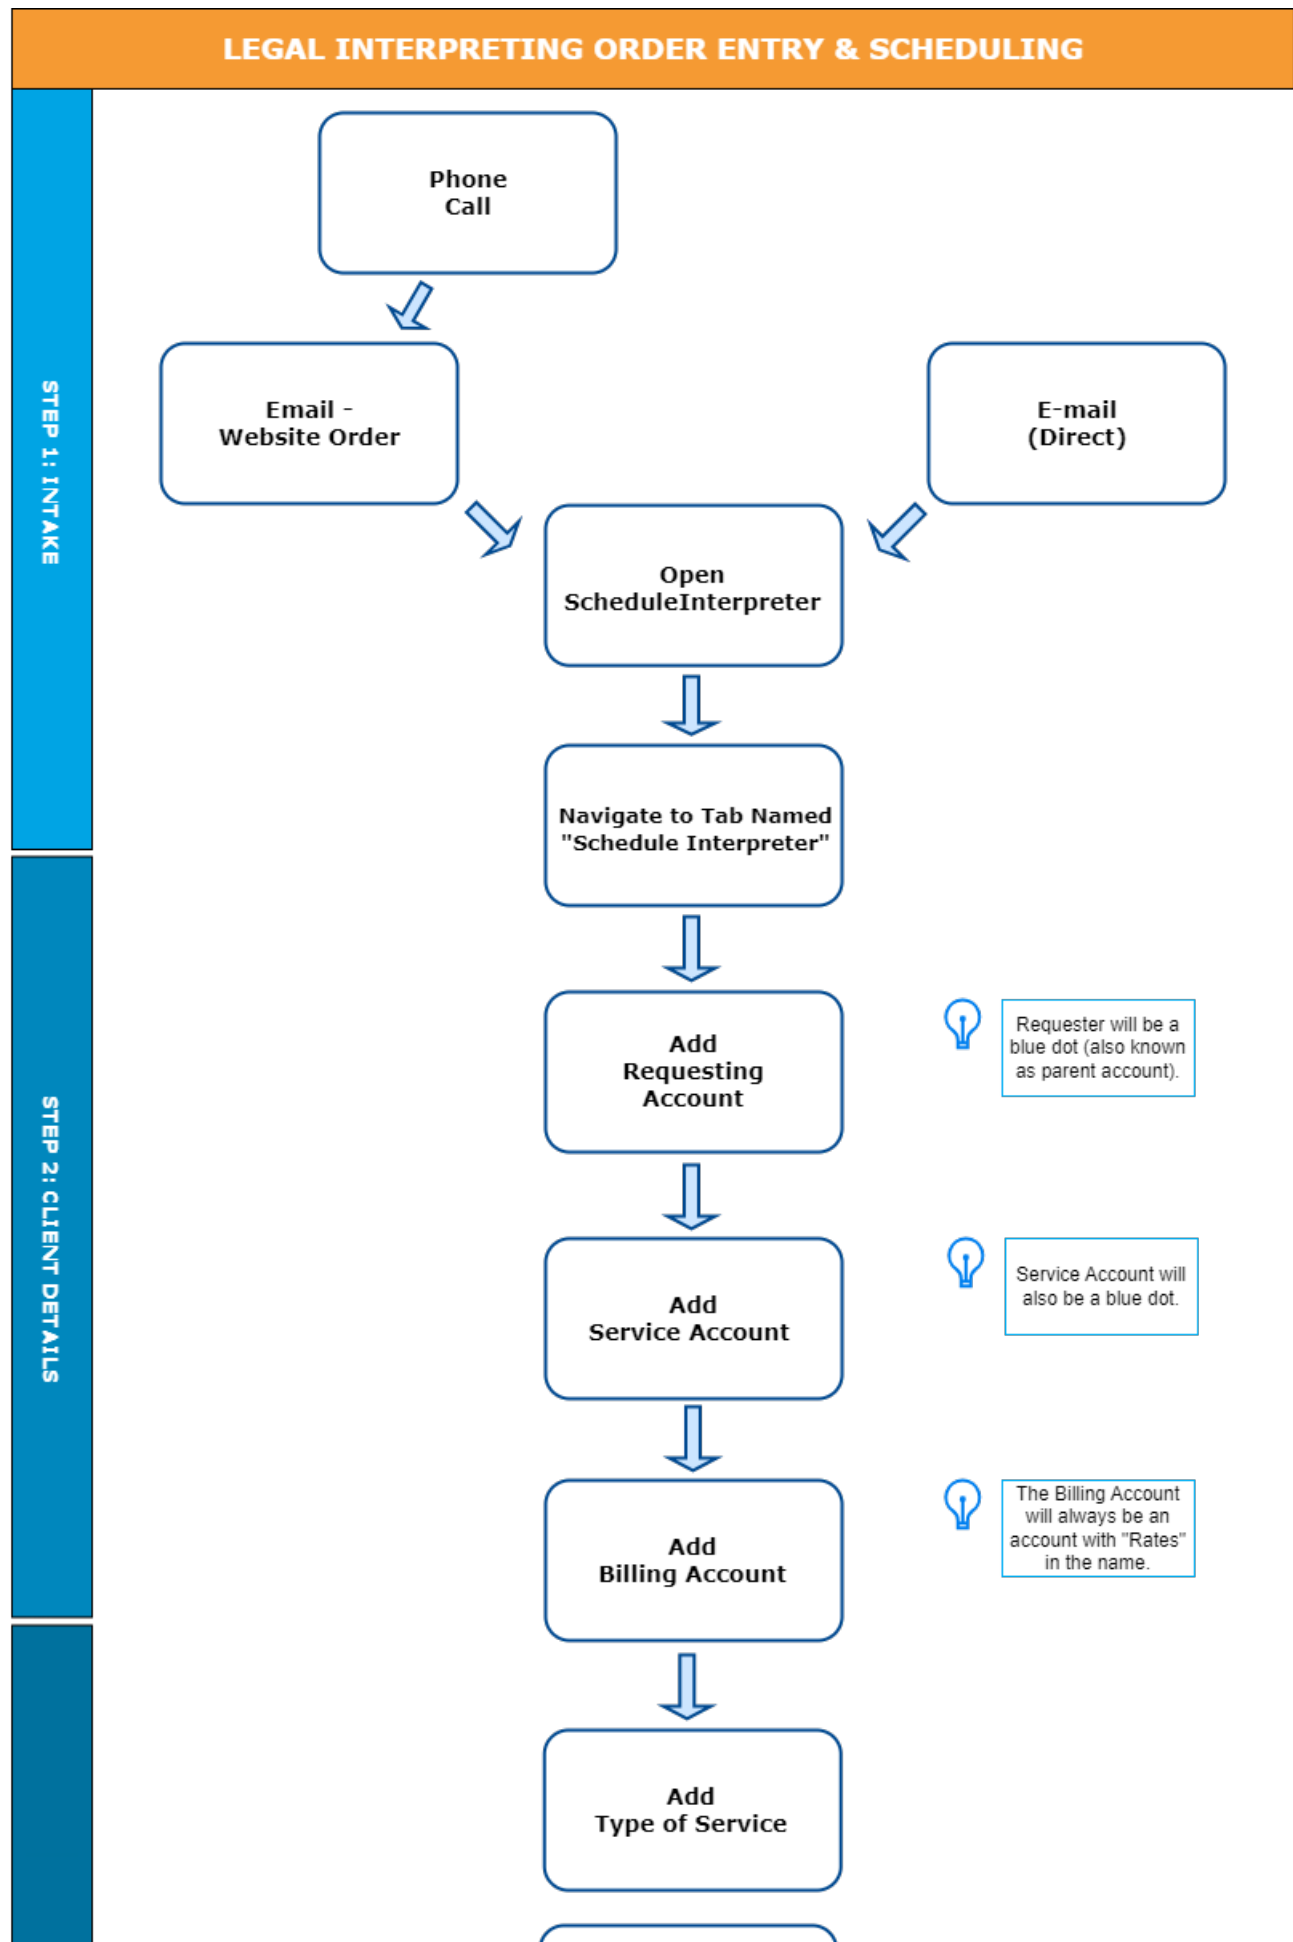 LEGAL INTERPRETING ORDER ENTRY & SCHEDULING
STEP 1: INTAKE
Phone
Call
Email -
Website Order
E-mail
(Direct)
Open
ScheduleInterpreter
Navigate to Tab Named
"Schedule Interpreter"
STEP 2: CLIENT DETAILS
Add
Requesting
Account
Requester will be a
blue dot (also known
as parent account).
Add
Service Account
Service Account will
also be a blue dot.
Add
Billing Account
The Billing Account
will always be an
account with "Rates"
in the name.
Add
Type of Service